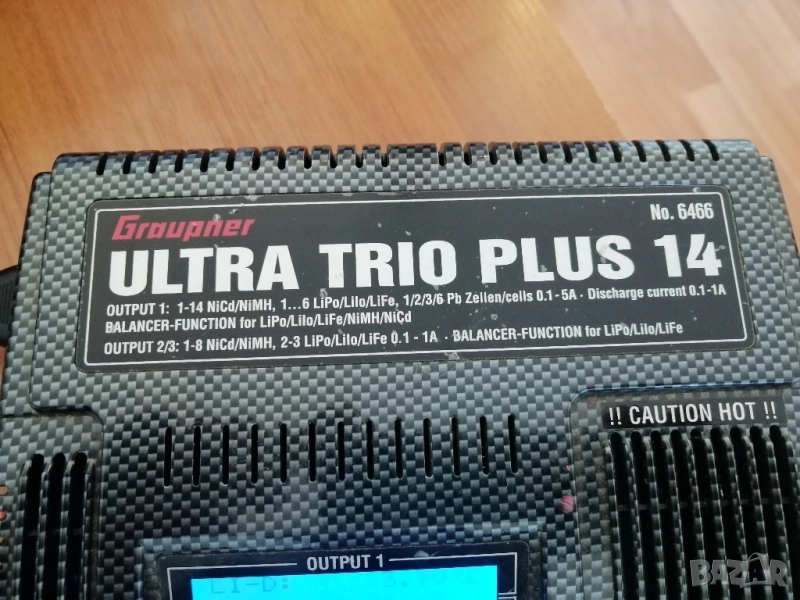 Graupner
No. 6466
ULTRA TRIO PLUS 14
OUTPUT 1: 1-14 NiCd/NiMH, 1...6 LiPo/LiIo/LiFe, 1/2/3/6 Pb Zellen/cells 0.1 - 5A · Discharge current 0.1-1A
BALANCER-FUNCTION for LiPo/LiIo/LiFe/NiMH/NiCd
OUTPUT 2/3: 1-8 NiCd/NiMH, 2-3 LiPo/LiIo/LiFe 0.1 - 1A · BALANCER-FUNCTION for LiPo/LiIo/LiFe
!! CAUTION HOT !!
OUTPUT 1
LI-D:
BAZAR